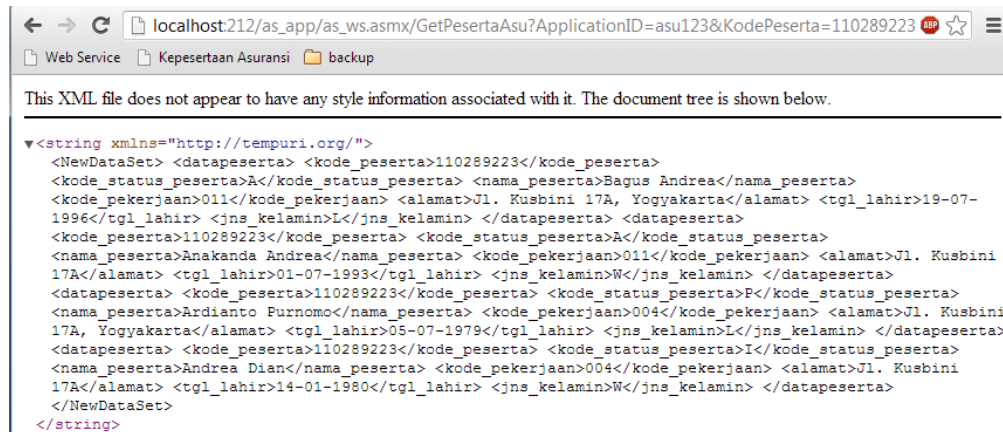 localhost:212/as_app/as_ws.asmx/GetPesertaAsu?ApplicationID=asu123&KodePeserta=110289223 ABP
Web Service Kepesertaan Asuransi backup
This XML file does not appear to have any style information associated with it. The document tree is shown below.
▼<string xmlns="http://tempuri.org/">
<NewDataSet> <datapeserta> <kode_peserta>110289223</kode_peserta>
<kode_status_peserta>A</kode_status_peserta> <nama_peserta>Bagus Andrea</nama_peserta>
<kode_pekerjaan>011</kode_pekerjaan> <alamat>Jl. Kusbini 17A, Yogyakarta</alamat> <tgl_lahir>19-07-
1996</tgl_lahir> <jns_kelamin>L</jns_kelamin> </datapeserta> <datapeserta>
<kode_peserta>110289223</kode_peserta> <kode_status_peserta>A</kode_status_peserta>
<nama_peserta>Anakanda Andrea</nama_peserta> <kode_pekerjaan>011</kode_pekerjaan> <alamat>Jl. Kusbini
17A</alamat> <tgl_lahir>01-07-1993</tgl_lahir> <jns_kelamin>W</jns_kelamin> </datapeserta>
<datapeserta> <kode_peserta>110289223</kode_peserta> <kode_status_peserta>P</kode_status_peserta>
<nama_peserta>Ardianto Purnomo</nama_peserta> <kode_pekerjaan>004</kode_pekerjaan> <alamat>Jl. Kusbini
17A, Yogyakarta</alamat> <tgl_lahir>05-07-1979</tgl_lahir> <jns_kelamin>L</jns_kelamin> </datapeserta>
<datapeserta> <kode_peserta>110289223</kode_peserta> <kode_status_peserta>I</kode_status_peserta>
<nama_peserta>Andrea Dian</nama_peserta> <kode_pekerjaan>004</kode_pekerjaan> <alamat>Jl. Kusbini
17A</alamat> <tgl_lahir>14-01-1980</tgl_lahir> <jns_kelamin>W</jns_kelamin> </datapeserta>
</NewDataSet>
</string>